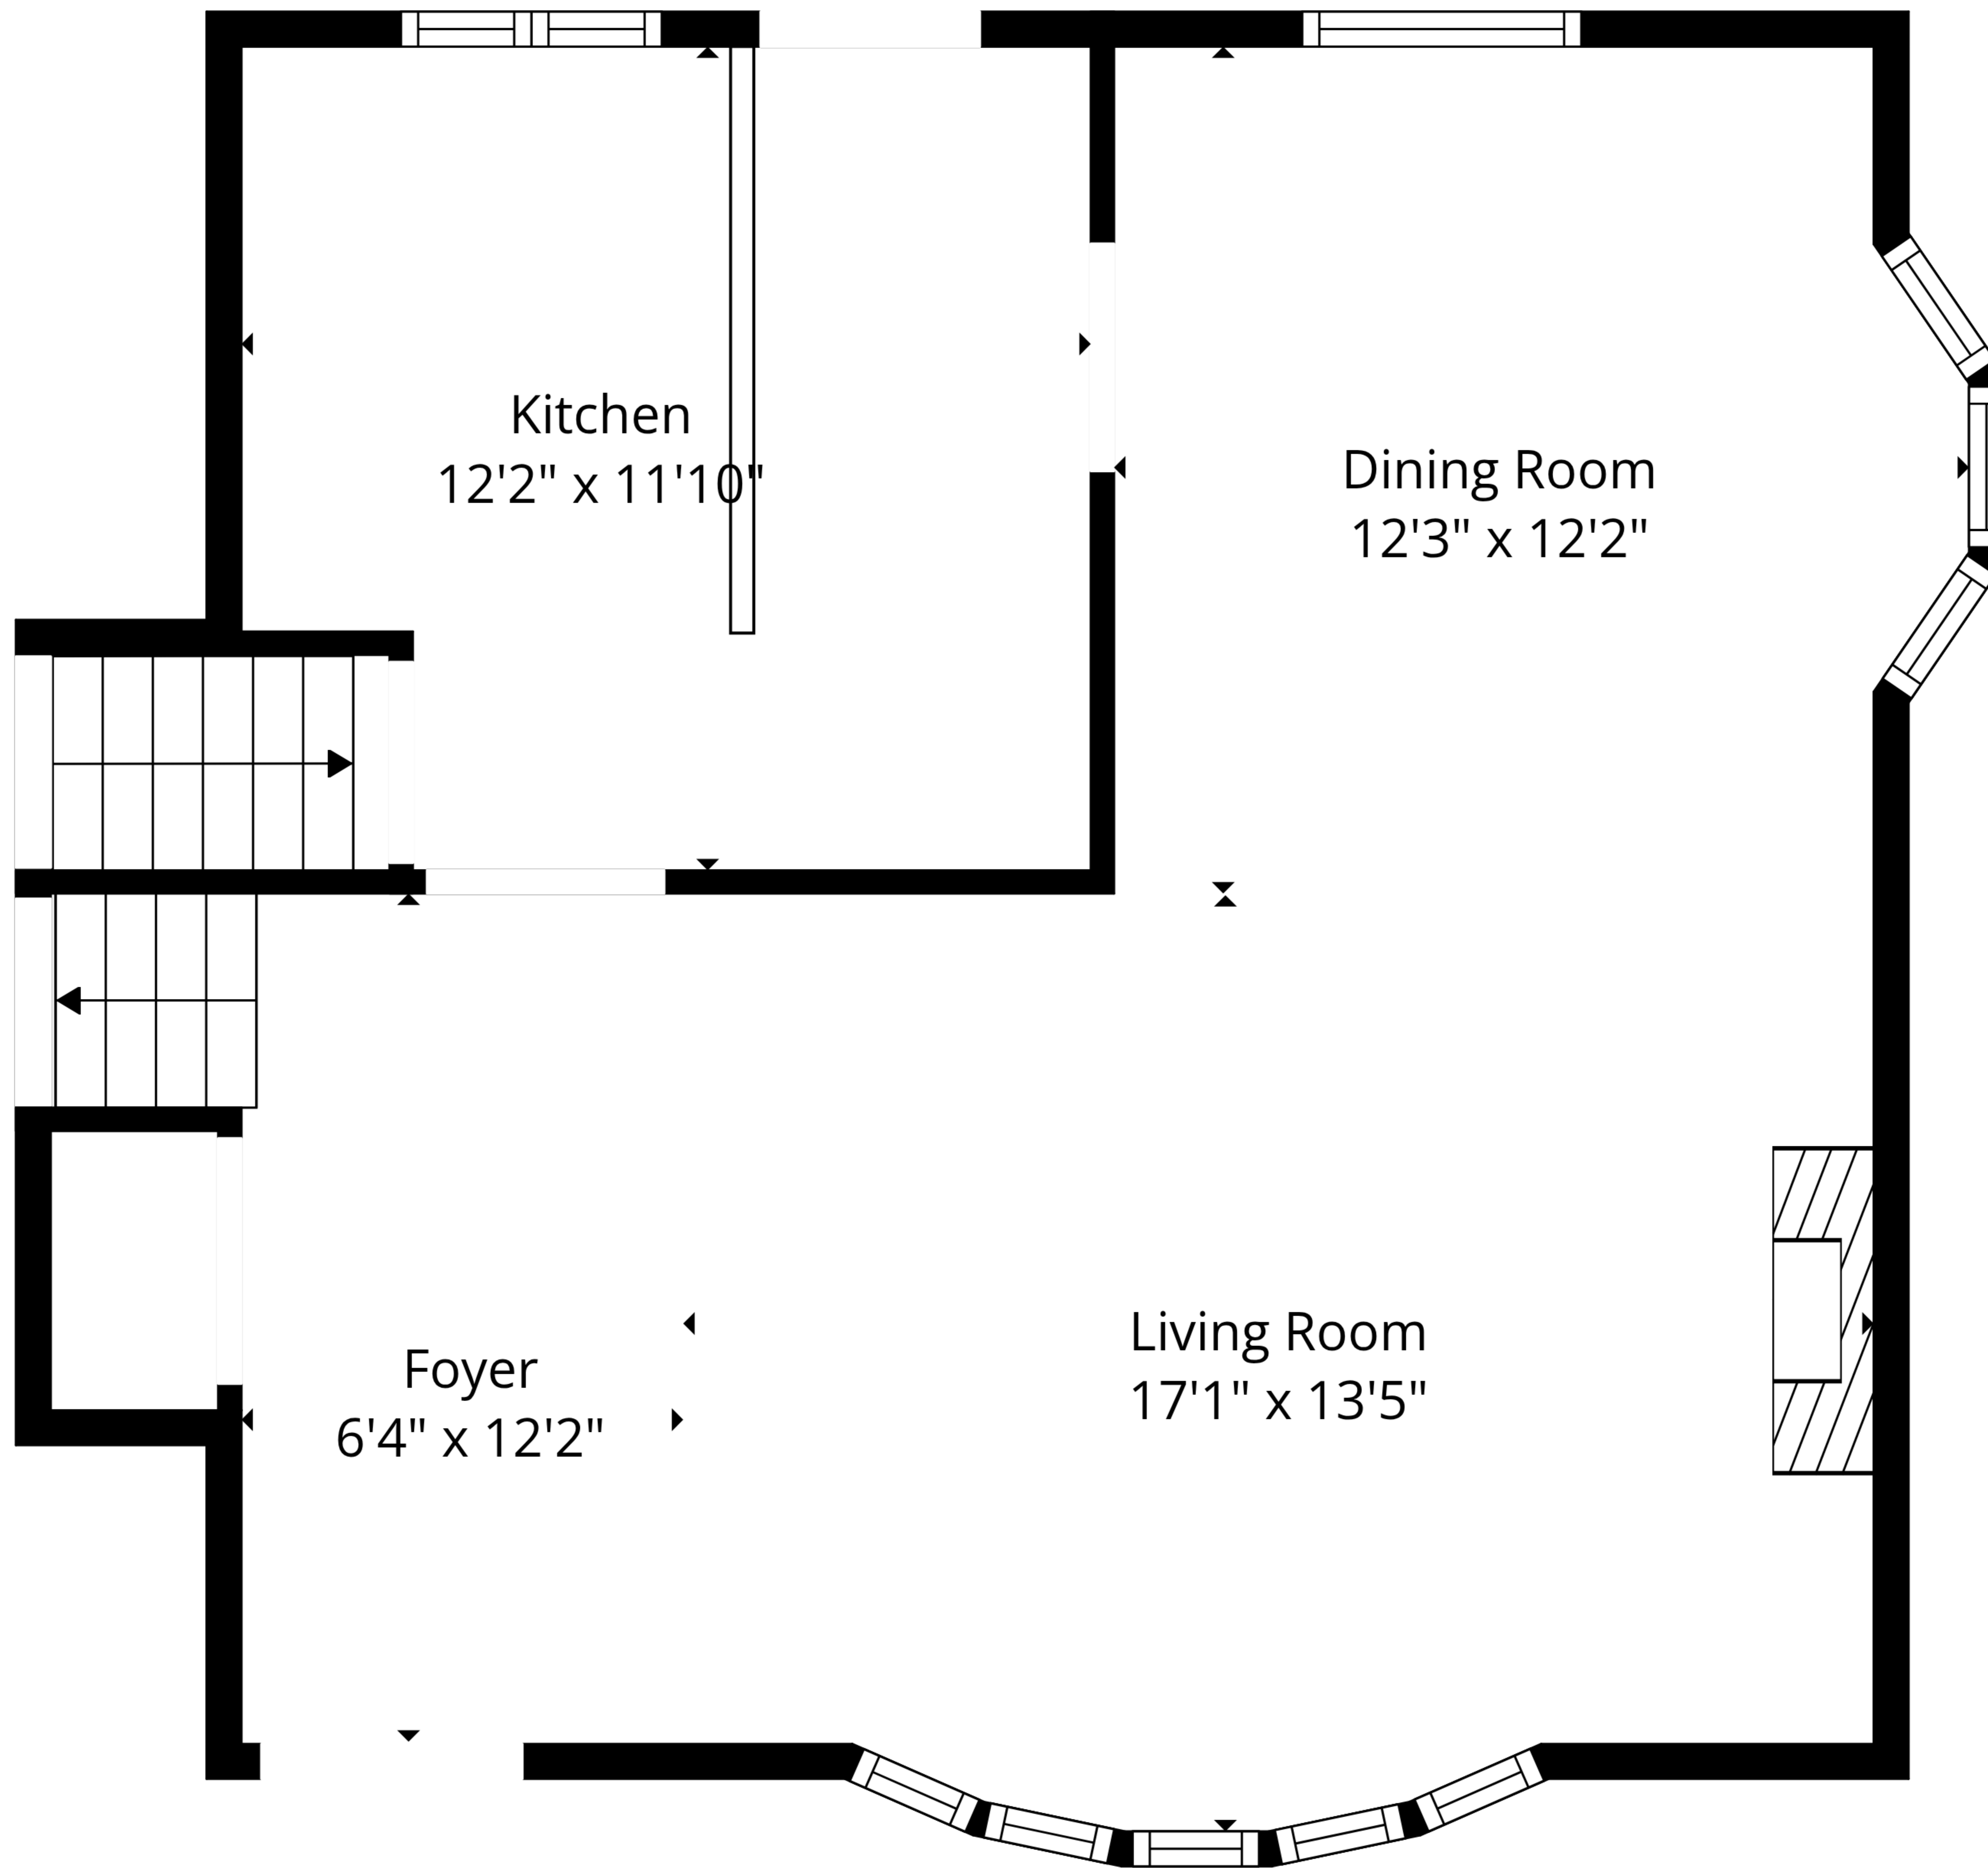 Kitchen
12'2" x 11'10"
Dining Room
12'3" x 12'2"
Living Room
17'1" x 13'5"
Foyer
6'4" x 12'2"